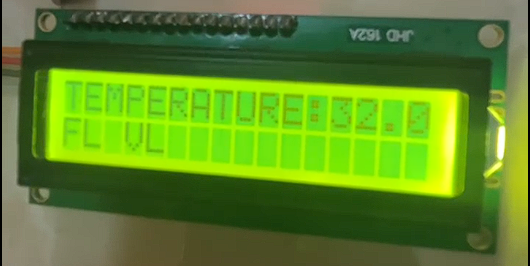 JHD 162A
TEMPERATURE:32.0
FL VL